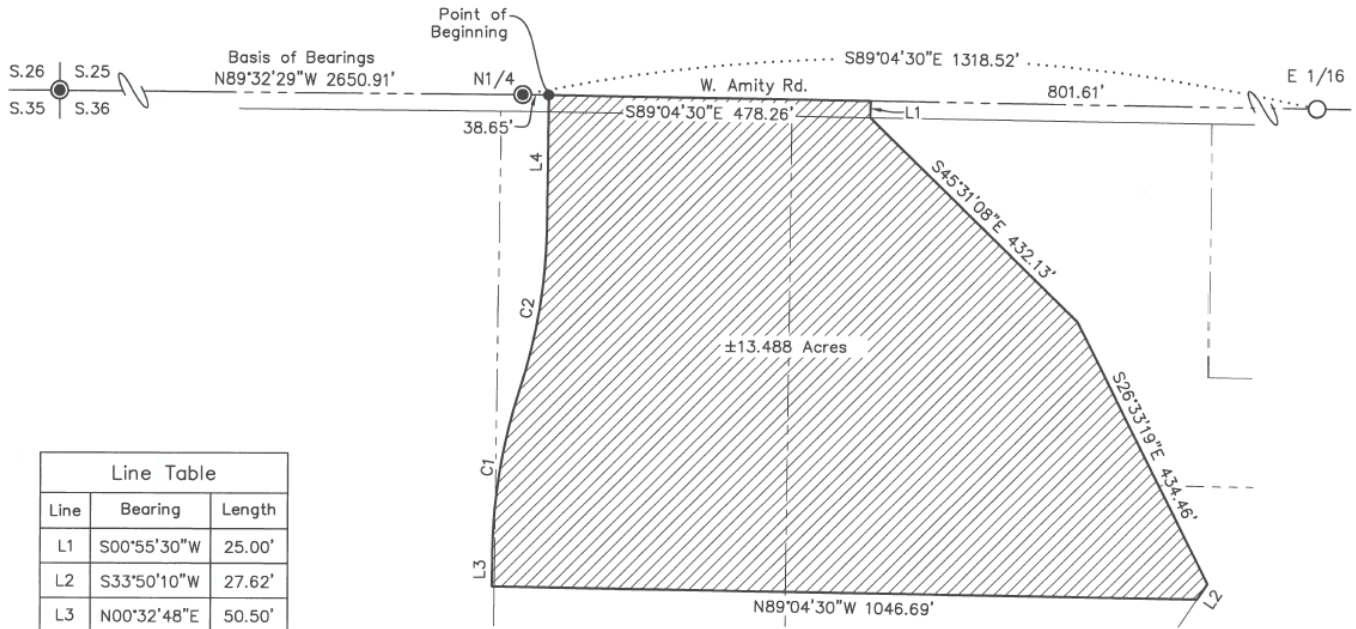 Point of
Beginning
S.26
S.25
S.35
S.36
Basis of Bearings
N89°32'29"W 2650.91'
N1/4
S89°04'30"E 1318.52'
E 1/16
W. Amity Rd.
801.61'
38.65'
S89°04'30"E 478.26'
L1
L4
S45°31'08"E 432.13'
C2
±13.488 Acres
S26°33'19"E 434.46'
C1
L3
L2
N89°04'30"W 1046.69'
Line Table
Line Bearing Length
L1 S00°55'30"W 25.00'
L2 S33°50'10"W 27.62'
L3 N00°32'48"E 50.50'